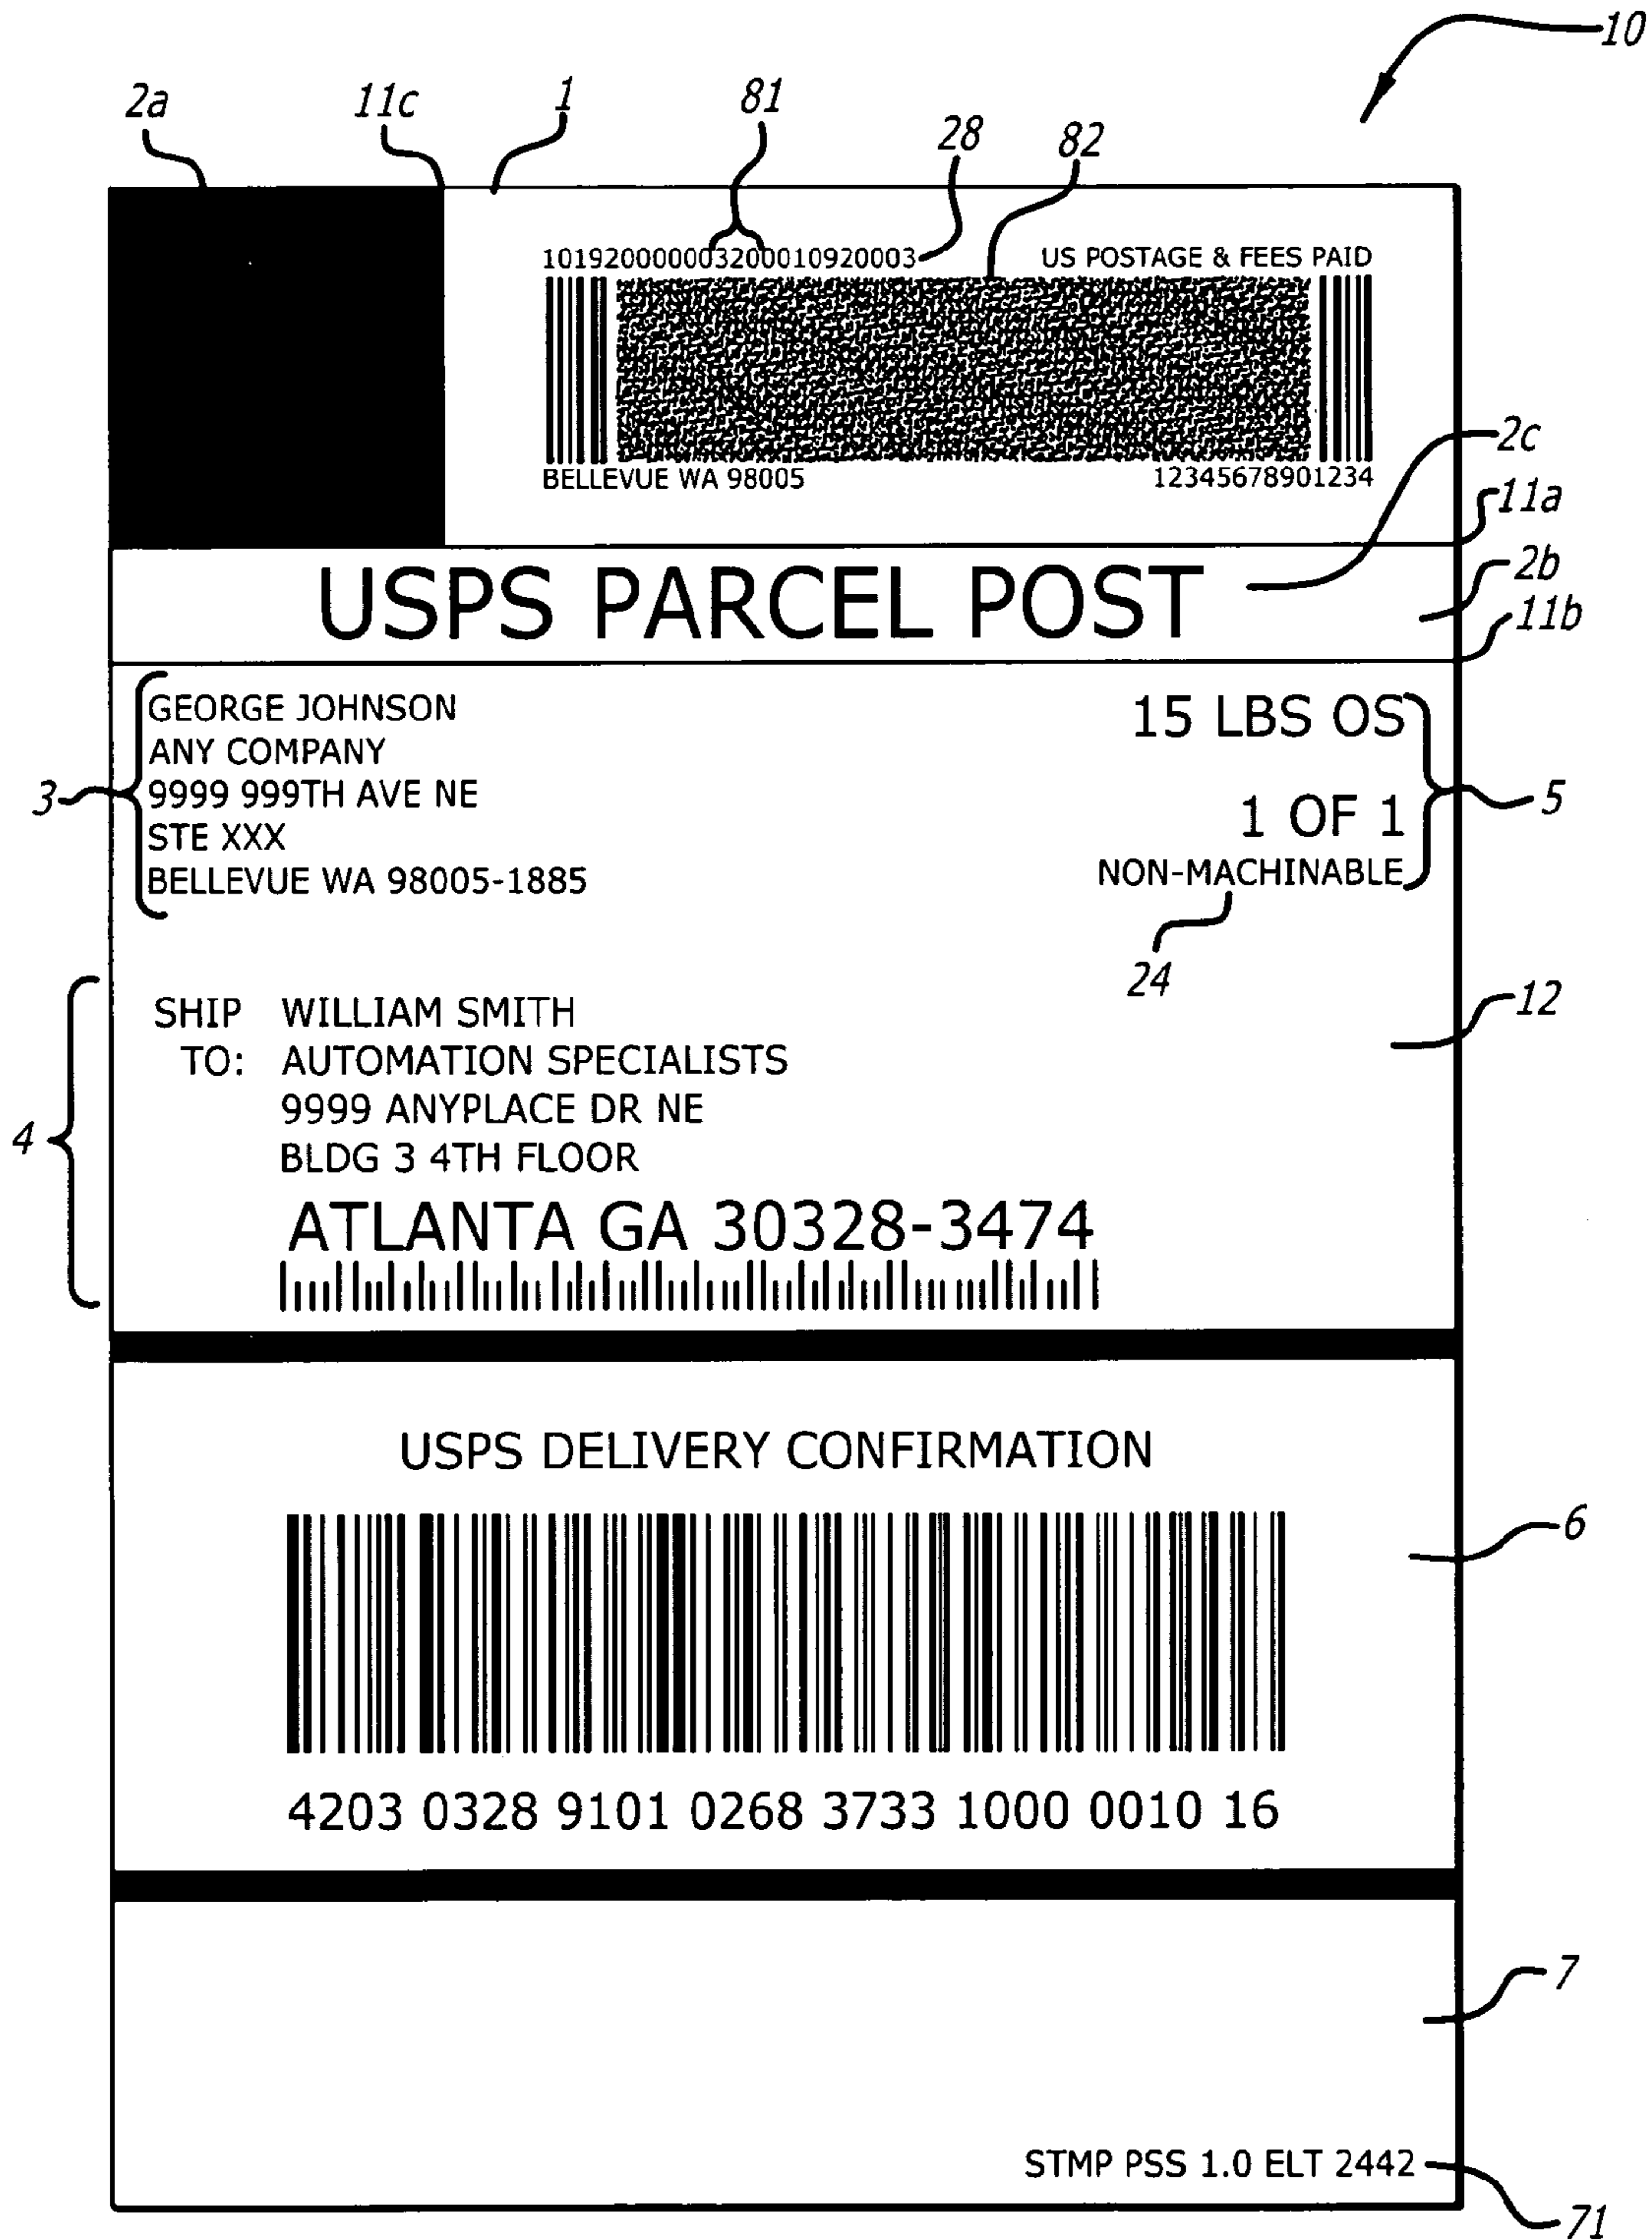 10
2a 11c 1 81 28 82
101920000003200010920003 US POSTAGE & FEES PAID
BELLEVUE WA 98005 12345678901234
2c
11a
USPS PARCEL POST
2b
11b
3
GEORGE JOHNSON
ANY COMPANY
9999 999TH AVE NE
STE XXX
BELLEVUE WA 98005-1885
15 LBS OS
1 OF 1
NON-MACHINABLE
5
24
12
4
SHIP WILLIAM SMITH
TO: AUTOMATION SPECIALISTS
9999 ANYPLACE DR NE
BLDG 3 4TH FLOOR
ATLANTA GA 30328-3474
USPS DELIVERY CONFIRMATION
6
4203 0328 9101 0268 3733 1000 0010 16
7
STMP PSS 1.0 ELT 2442
71